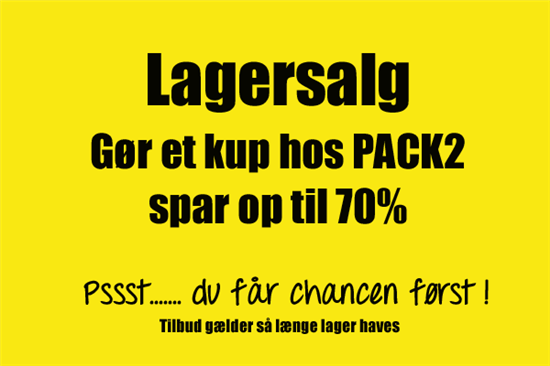 Lagersalg
Gør et kup hos PACK2
spar op til 70%
Pssst....... du får chancen først !
Tilbud gælder så længe lager haves